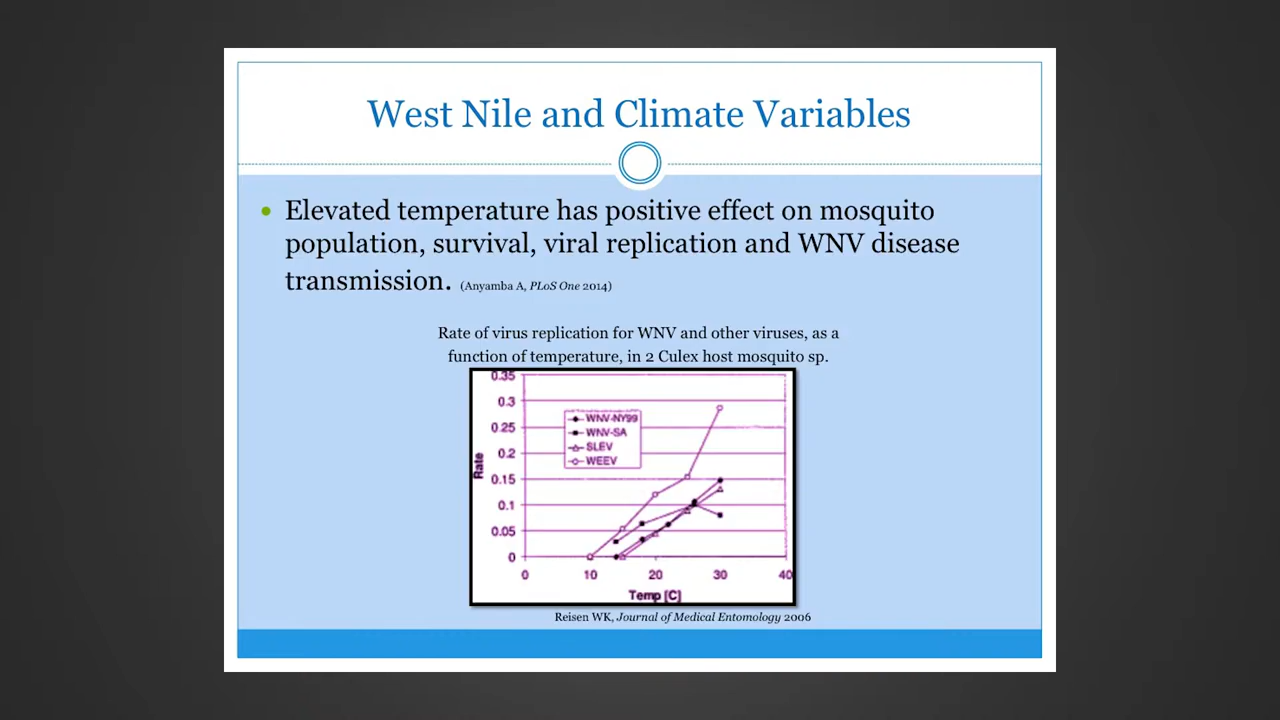 West Nile and Climate Variables
• Elevated temperature has positive effect on mosquito
population, survival, viral replication and WNV disease
transmission. (Anyamba A, PLoS One 2014)
Rate of virus replication for WNV and other viruses, as a
function of temperature, in 2 Culex host mosquito sp.
0.35
0.3
0.25
0.2
0.15
0.1
0.05
0
Rate
WNV-NY99
WNV-SA
SLEV
WEEV
0 10 20 30 40
Temp [C]
Reisen WK, Journal of Medical Entomology 2006